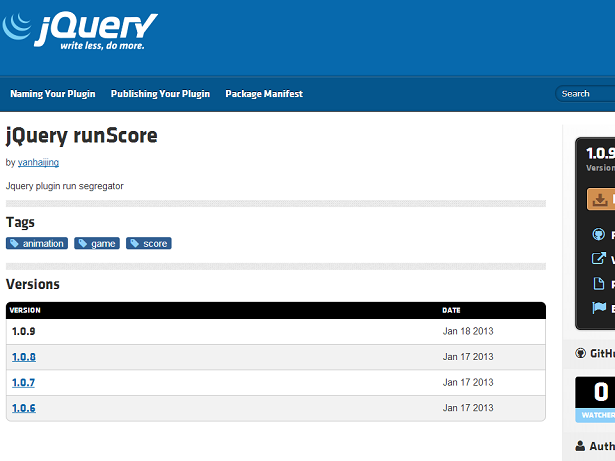 jQuery
write less, do more.
Naming Your Plugin Publishing Your Plugin Package Manifest Search
jQuery runScore
by yanhaijing
Jquery plugin run segregator
Tags
animation game score
Versions
VERSION DATE
1.0.9 Jan 18 2013
1.0.8 Jan 17 2013
1.0.7 Jan 17 2013
1.0.6 Jan 17 2013
1.0.9
Version
GitHu
0
WATCHER
Auth